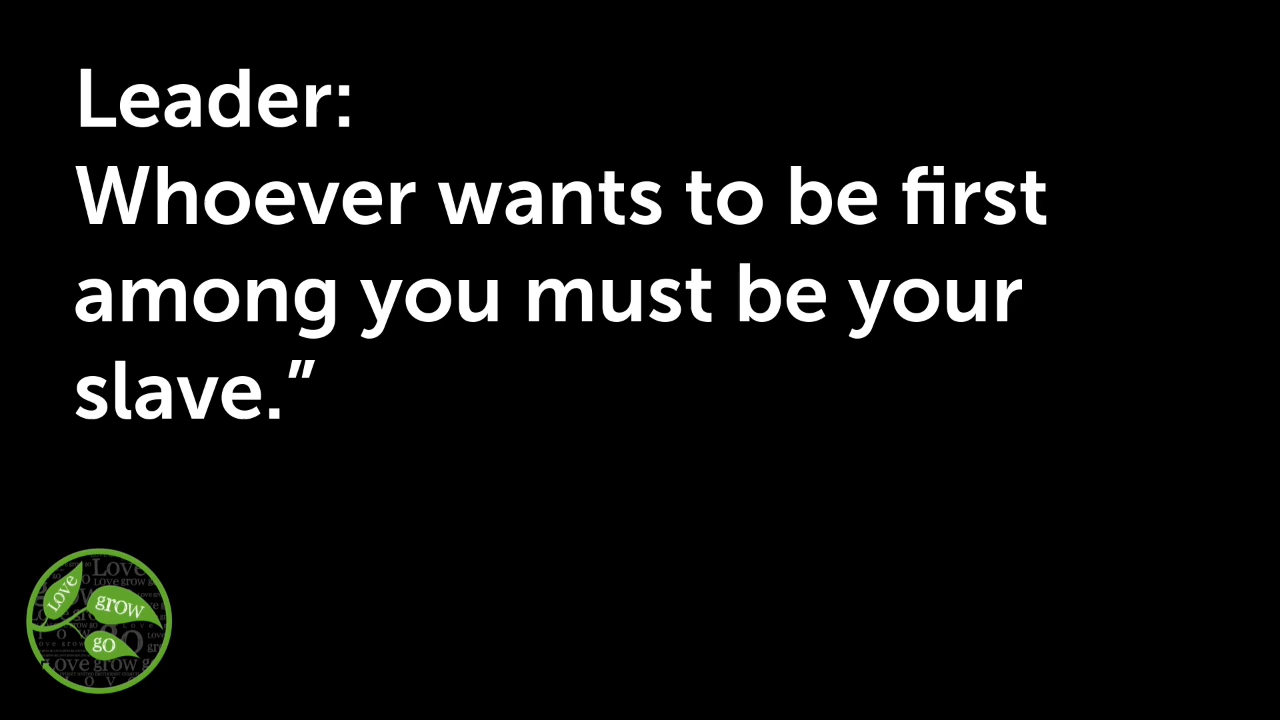 Leader:
Whoever wants to be first
among you must be your
slave.”
Love
grow
go